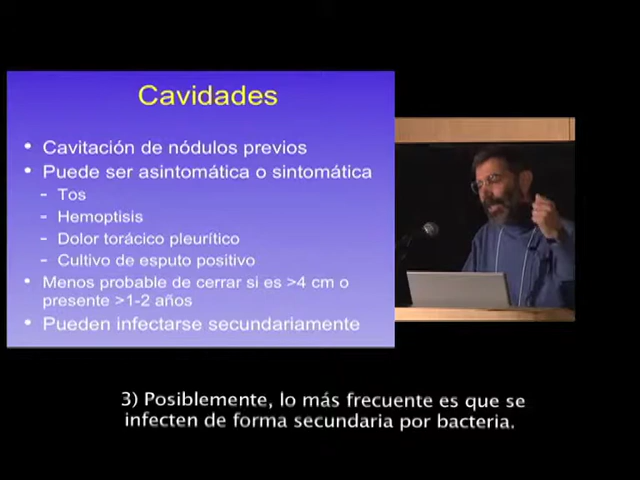 Cavidades
• Cavitación de nódulos previos
• Puede ser asintomática o sintomática
– Tos
– Hemoptisis
– Dolor torácico pleurítico
– Cultivo de esputo positivo
• Menos probable de cerrar si es >4 cm o
presente >1-2 años
• Pueden infectarse secundariamente
3) Posiblemente, lo más frecuente es que se
infecten de forma secundaria por bacteria.